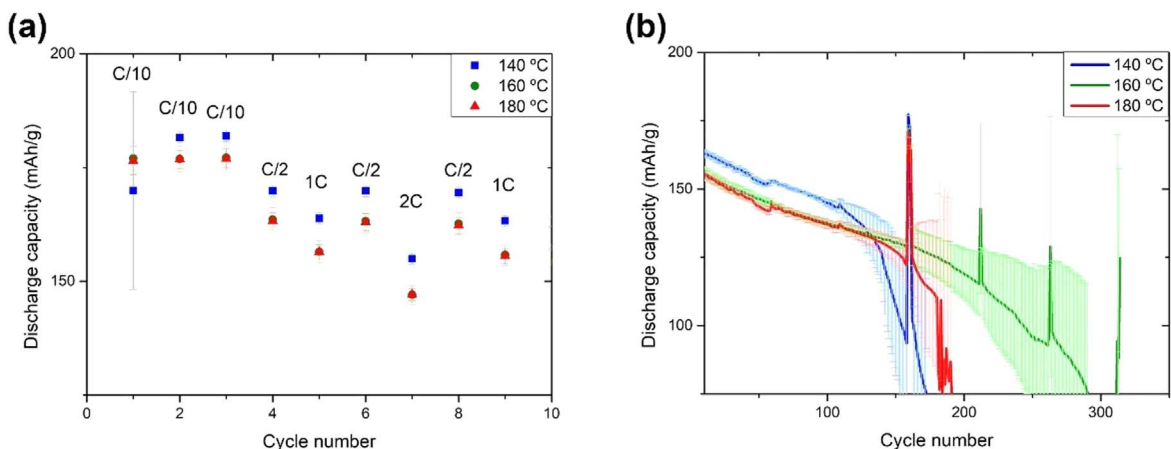 (a)
200
150
Discharge capacity (mAh/g)
0
2
4
6
8
10
Cycle number
C/10
C/10
C/10
C/2
1C
C/2
2C
C/2
1C
140 ºC
160 ºC
180 ºC
(b)
200
150
100
Discharge capacity (mAh/g)
100
200
300
Cycle number
140 ºC
160 ºC
180 ºC